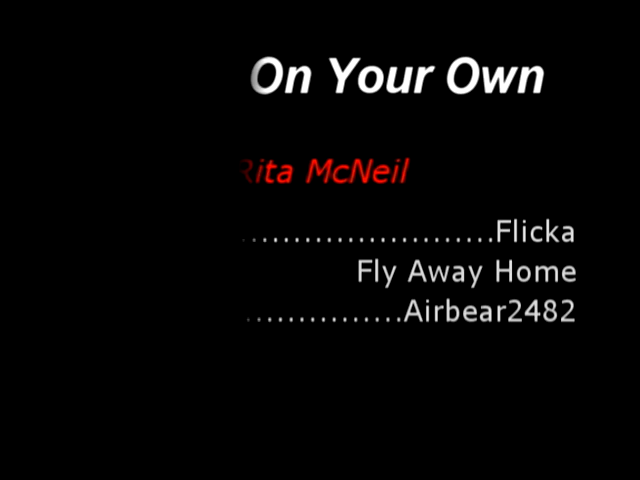 On Your Own
Rita McNeil
........................Flicka
Fly Away Home
...............Airbear2482